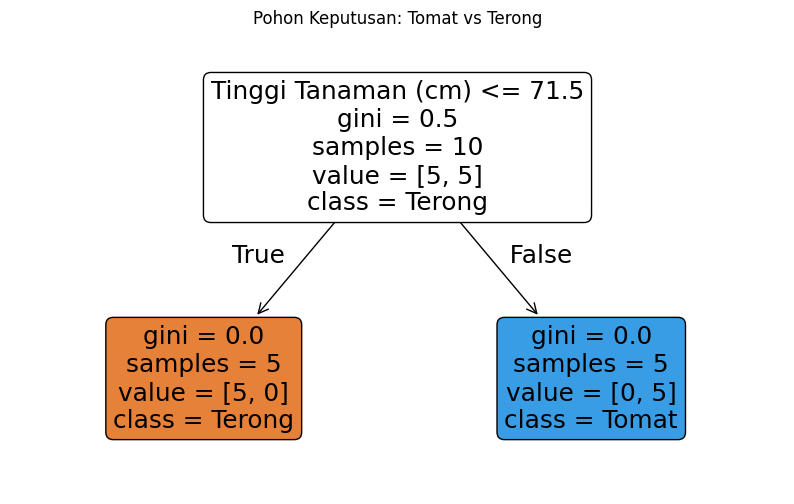 Pohon Keputusan: Tomat vs Terong
Tinggi Tanaman (cm) <= 71.5
gini = 0.5
samples = 10
value = [5, 5]
class = Terong
True
False
gini = 0.0
samples = 5
value = [5, 0]
class = Terong
gini = 0.0
samples = 5
value = [0, 5]
class = Tomat